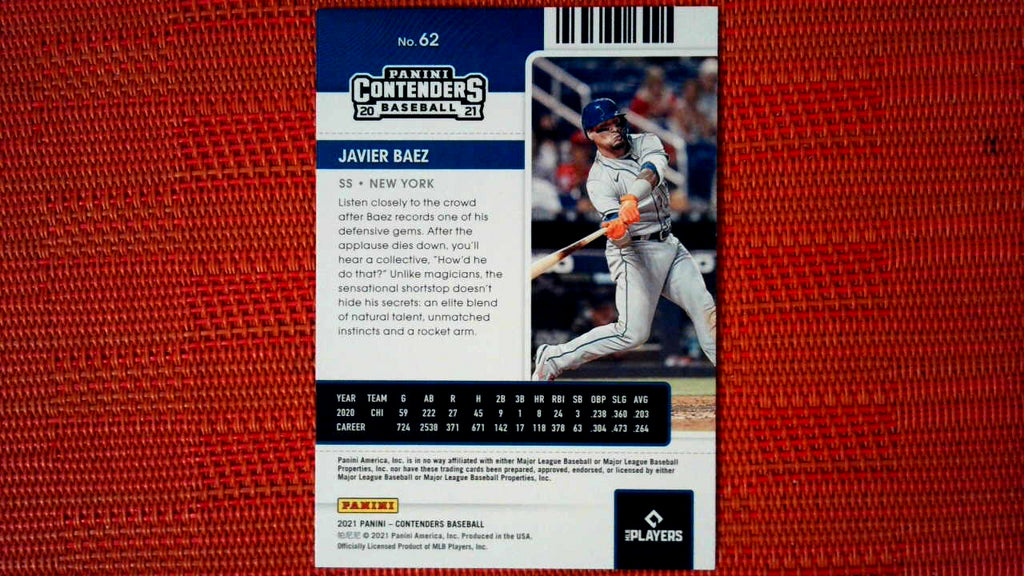 No. 62
PANINI
CONTENDERS
BASEBALL
20 21
JAVIER BAEZ
SS • NEW YORK
Listen closely to the crowd
after Baez records one of his
defensive gems. After the
applause dies down, you'll
hear a collective, "How'd he
do that?" Unlike magicians, the
sensational shortstop doesn't
hide his secrets: an elite blend
of natural talent, unmatched
instincts and a rocket arm.
YEAR TEAM G AB R H 2B 3B HR RBI SB OBP SLG AVG
2020 CHI 59 222 27 45 9 1 8 24 3 .238 .360 .203
CAREER 724 2538 371 671 142 17 118 378 63 .304 .473 .264
Panini America, Inc. is in no way affiliated with either Major League Baseball or Major League Baseball
Properties, Inc. nor have these trading cards been prepared, approved, endorsed, or licensed by either
Major League Baseball or Major League Baseball Properties, Inc.
PANINI
2021 PANINI – CONTENDERS BASEBALL
帕尼尼 © 2021 Panini America, Inc. Produced in the USA.
Officially Licensed Product of MLB Players, Inc.
MLB PLAYERS